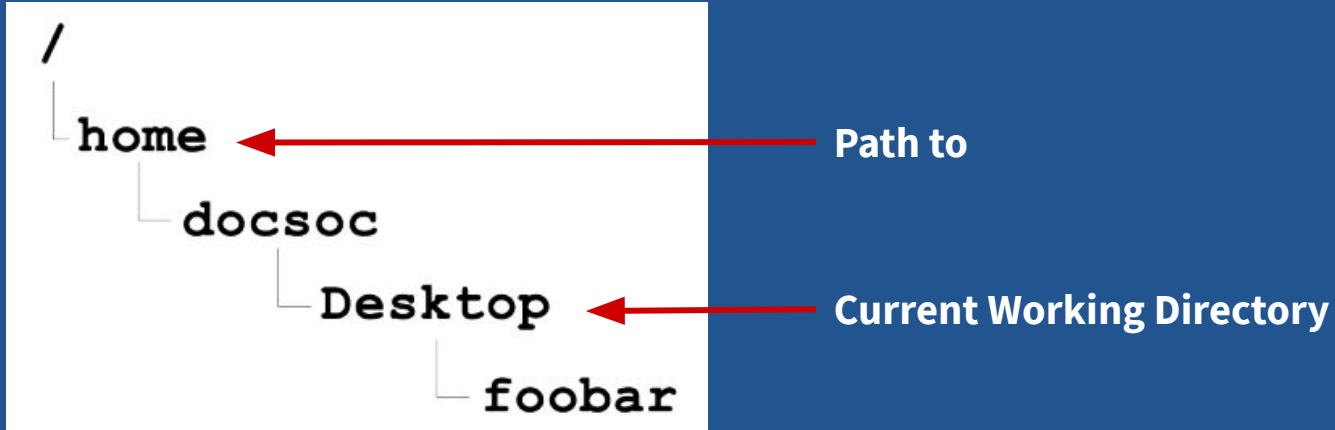 /
home
Path to
docsoc
Desktop
Current Working Directory
foobar